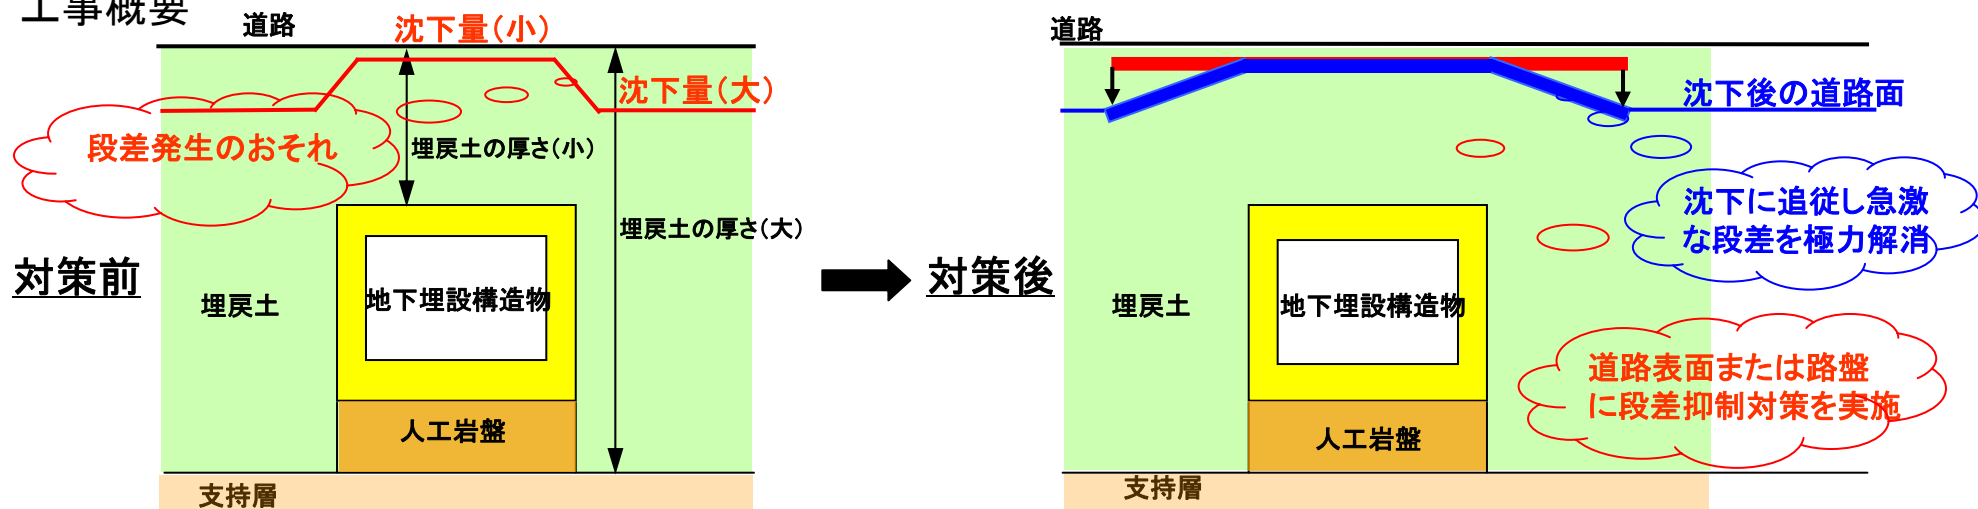 工事概要
道路
沈下量(小)
沈下量(大)
段差発生のおそれ
埋戻土の厚さ(小)
埋戻土の厚さ(大)
対策前
埋戻土
地下埋設構造物
人工岩盤
支持層
対策後
道路
沈下後の道路面
沈下に追従し急激
な段差を極力解消
埋戻土
地下埋設構造物
道路表面または路盤
に段差抑制対策を実施
人工岩盤
支持層